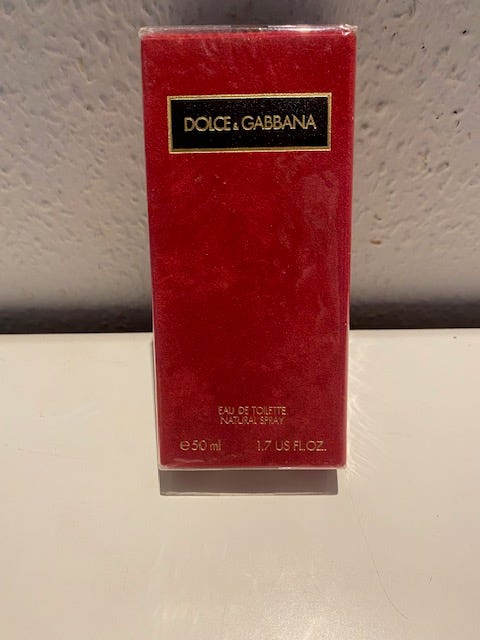 DOLCE & GABBANA
EAU DE TOILETTE
NATURAL SPRAY
℮50 ml 1.7 US FL.OZ.